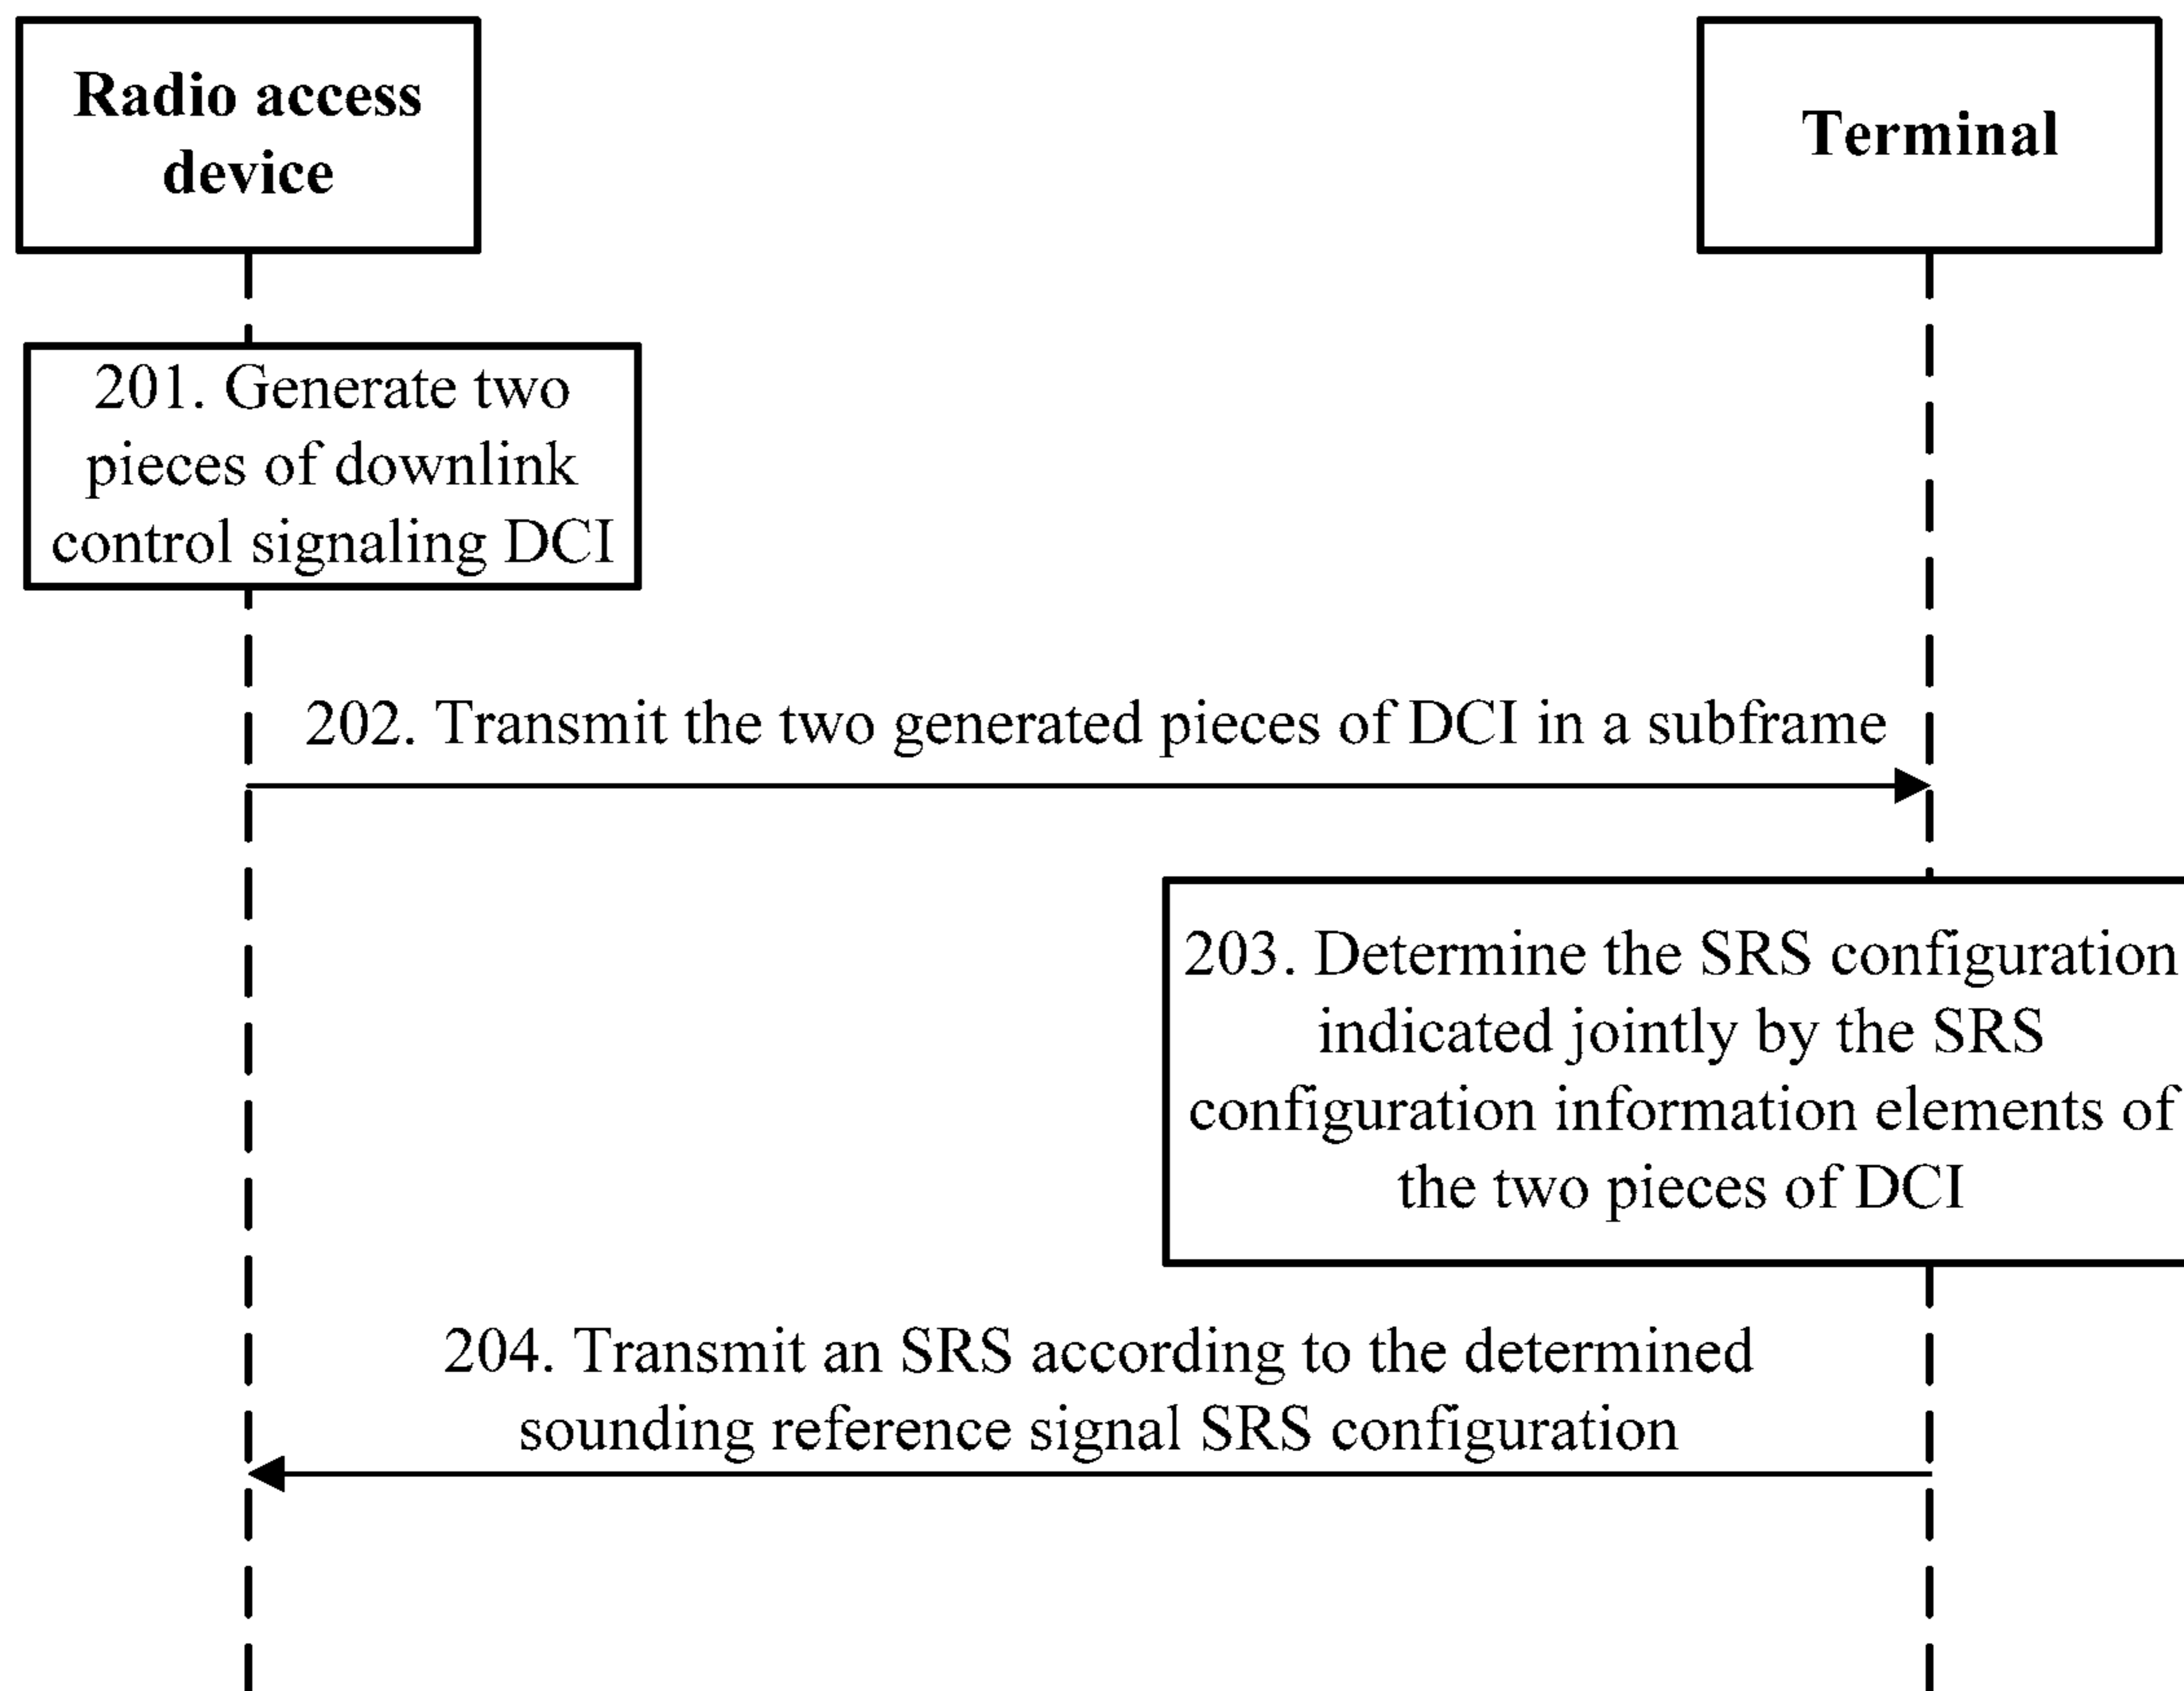 Radio access
device
Terminal
201. Generate two
pieces of downlink
control signaling DCI
202. Transmit the two generated pieces of DCI in a subframe
203. Determine the SRS configuration
indicated jointly by the SRS
configuration information elements of
the two pieces of DCI
204. Transmit an SRS according to the determined
sounding reference signal SRS configuration